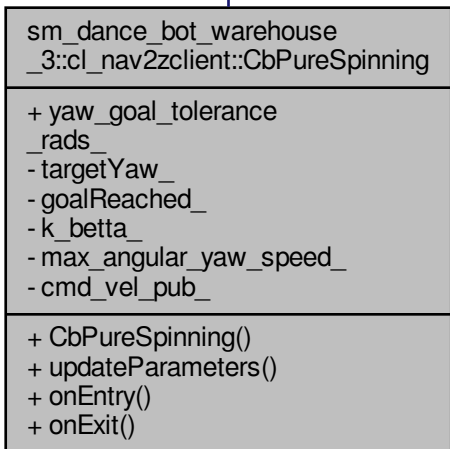 sm_dance_bot_warehouse
_3::cl_nav2zclient::CbPureSpinning
+ yaw_goal_tolerance
_rads_
- targetYaw_
- goalReached_
- k_betta_
- max_angular_yaw_speed_
- cmd_vel_pub_
+ CbPureSpinning()
+ updateParameters()
+ onEntry()
+ onExit()